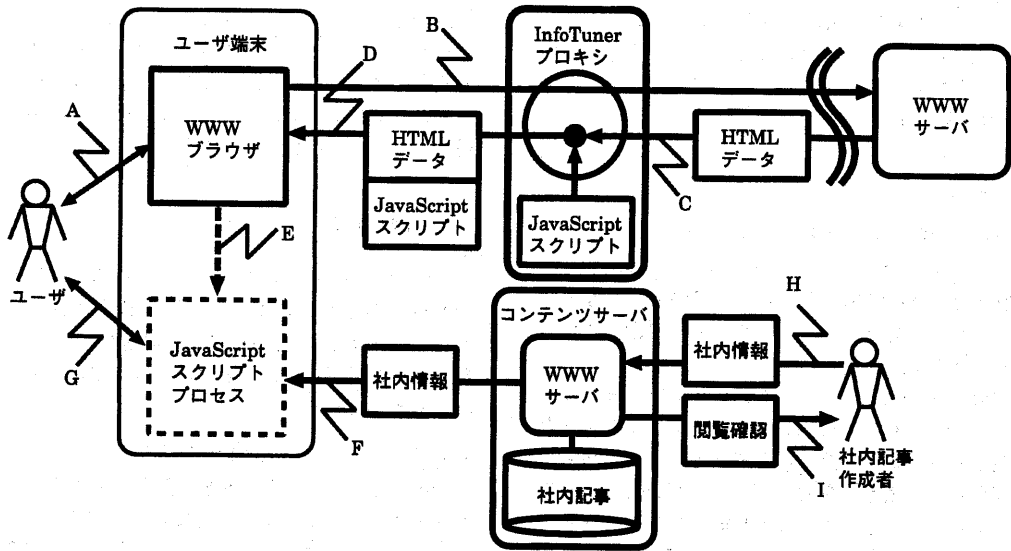 ユーザ端末
InfoTuner
プロキシ
B
D
A
WWW
ブラウザ
HTML
データ
HTML
データ
WWW
サーバ
JavaScript
スクリプト
JavaScript
スクリプト
C
E
ユーザ
G
JavaScript
スクリプト
プロセス
社内情報
F
コンテンツサーバ
WWW
サーバ
社内記事
H
社内情報
閲覧確認
I
社内記事
作成者